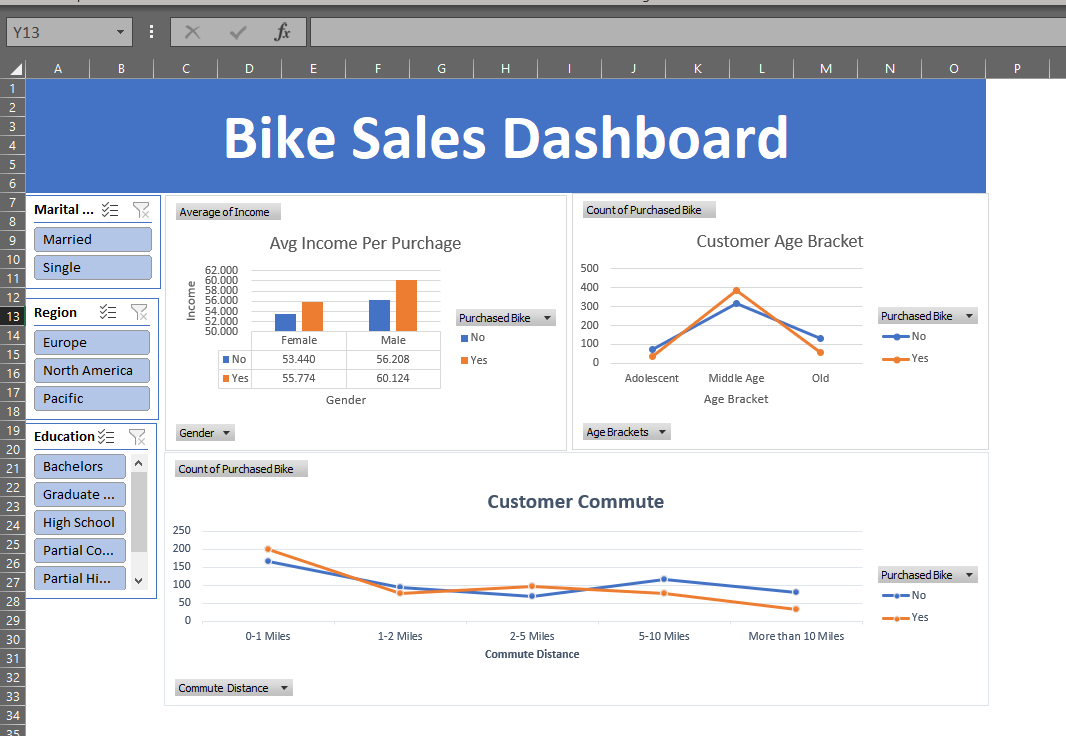 Y13
fx
A B C D E F G H I J K L M N O P
1
2
3
4
5
6
7
8
9
10
11
12
13
14
15
16
17
18
19
20
21
22
23
24
25
26
27
28
29
30
31
32
33
34
35
Bike Sales Dashboard
Marital ...
Married
Single
Region
Europe
North America
Pacific
Education
Bachelors
Graduate ...
High School
Partial Co...
Partial Hi...
Average of Income
Avg Income Per Purchage
Income
62.000
60.000
58.000
56.000
54.000
52.000
50.000
Female Male
No 53.440 56.208
Yes 55.774 60.124
Gender
Purchased Bike
No
Yes
Gender
Count of Purchased Bike
Customer Age Bracket
500
400
300
200
100
0
Adolescent Middle Age Old
Age Bracket
Purchased Bike
No
Yes
Age Brackets
Count of Purchased Bike
Customer Commute
250
200
150
100
50
0
0-1 Miles 1-2 Miles 2-5 Miles 5-10 Miles More than 10 Miles
Commute Distance
Purchased Bike
No
Yes
Commute Distance